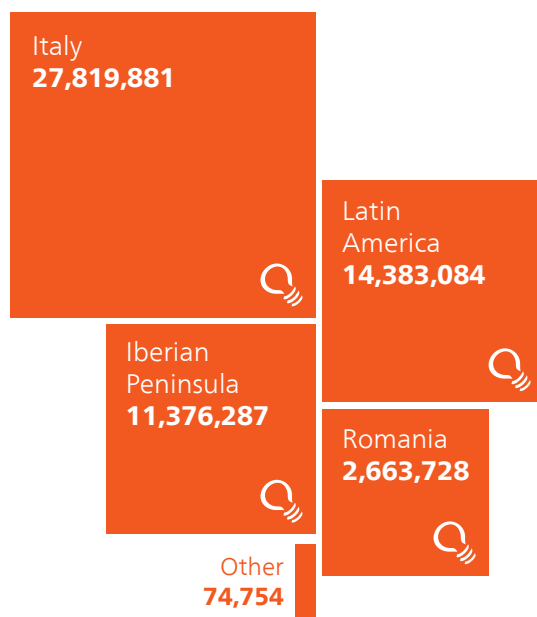 Italy
27,819,881
Latin
America
14,383,084
Iberian
Peninsula
11,376,287
Romania
2,663,728
Other
74,754